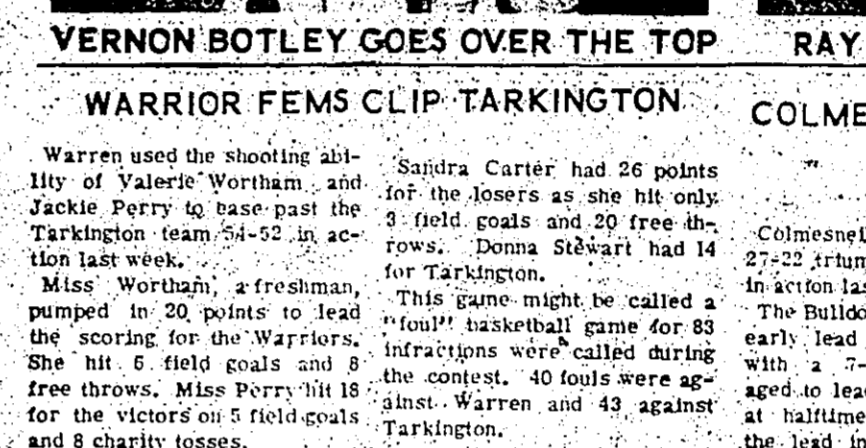 VERNON BOTLEY GOES OVER THE TOP
WARRIOR FEMS CLIP TARKINGTON
Warren used the shooting abi-
lity of Valerie Wortham and
Jackie Perry to base past the
Tarkington team 54-52 in ac-
tion last week.
Miss Wortham, a freshman,
pumped in 20 points to lead
the scoring for the Warriors.
She hit 6 field goals and 8
free throws. Miss Perry hit 18
for the victors on 5 field goals
and 8 charity tosses.
Sandra Carter had 26 points
for the losers as she hit only
3 field goals and 20 free th-
rows. Donna Stewart had 14
for Tarkington.
This game might be called a
"foul" basketball game for 83
infractions were called during
the contest. 40 fouls were ag-
ainst Warren and 43 against
Tarkington.
RAY
COLME
Colmesnel
27-22 trium
in action las
The Bulldo
early lead
with a 7-
aged to lea
at halftime
the lead in